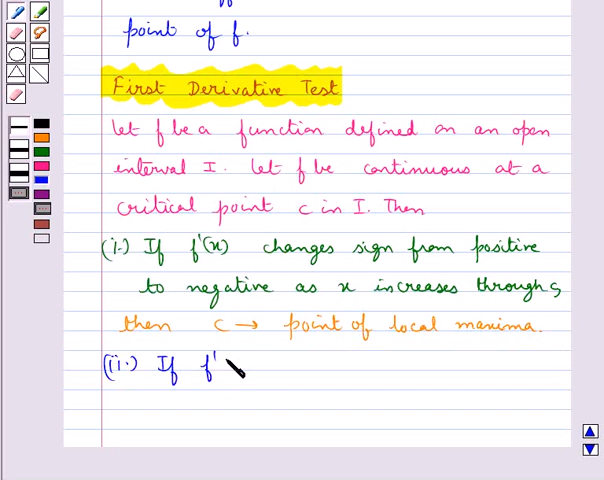 point of f.
First Derivative Test
let f be a function defined on an open
interval I. let f be continuous at a
critical point c in I. Then
(i.) If f'(x) changes sign from positive
to negative as x increases through c,
then c → point of local maxima.
(ii.) If f'